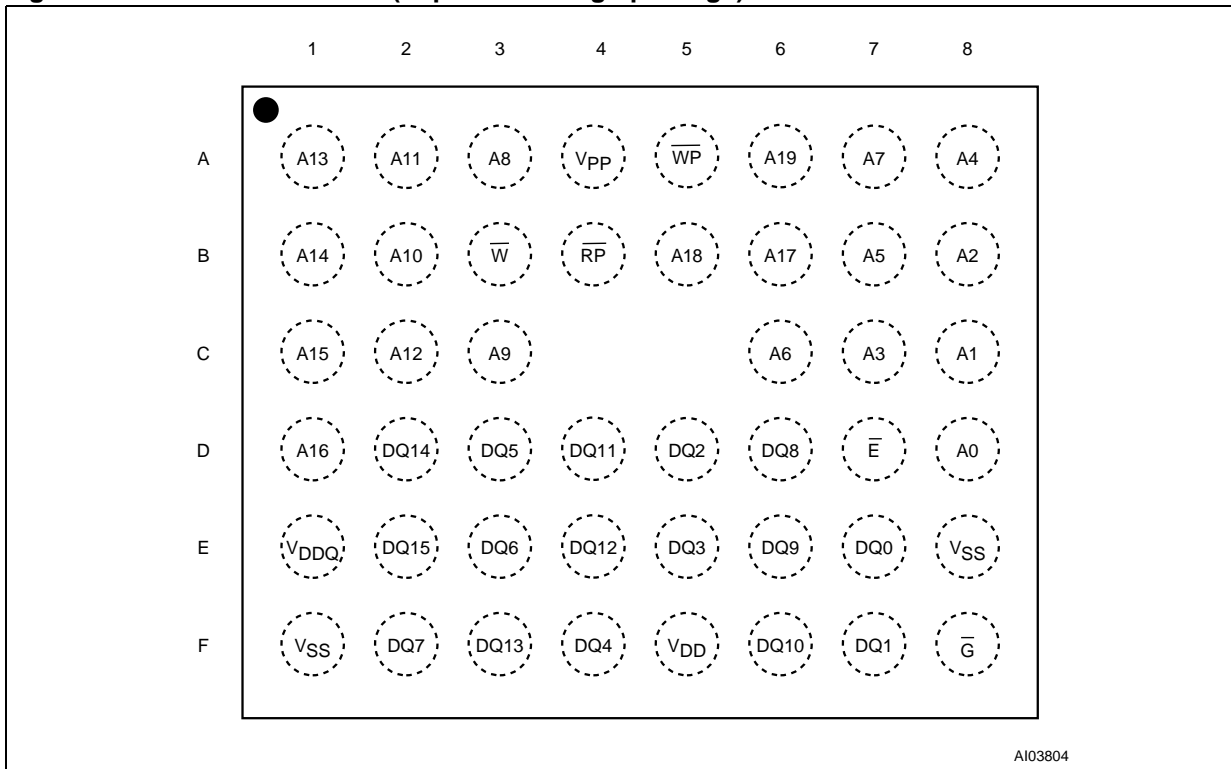 1 2 3 4 5 6 7 8
A A13 A11 A8 VPP W̅P̅ A19 A7 A4
B A14 A10 W̅ R̅P̅ A18 A17 A5 A2
C A15 A12 A9 A6 A3 A1
D A16 DQ14 DQ5 DQ11 DQ2 DQ8 E̅ A0
E VDDQ DQ15 DQ6 DQ12 DQ3 DQ9 DQ0 VSS
F VSS DQ7 DQ13 DQ4 VDD DQ10 DQ1 G̅
AI03804